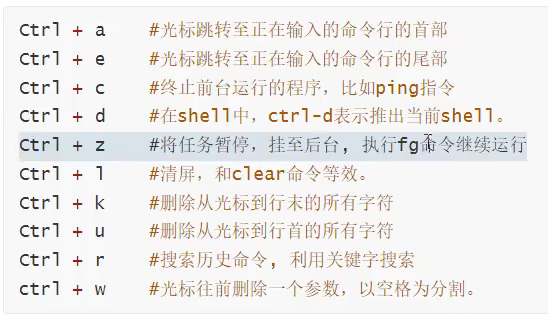 Ctrl + a #光标跳转至正在输入的命令行的首部
Ctrl + e #光标跳转至正在输入的命令行的尾部
Ctrl + c #终止前台运行的程序，比如ping指令
Ctrl + d #在shell中，ctrl-d表示推出当前shell。
Ctrl + z #将任务暂停，挂至后台, 执行fg命令继续运行
Ctrl + l #清屏，和clear命令等效。
Ctrl + k #删除从光标到行末的所有字符
Ctrl + u #删除从光标到行首的所有字符
Ctrl + r #搜索历史命令, 利用关键字搜索
ctrl + w #光标往前删除一个参数，以空格为分割。